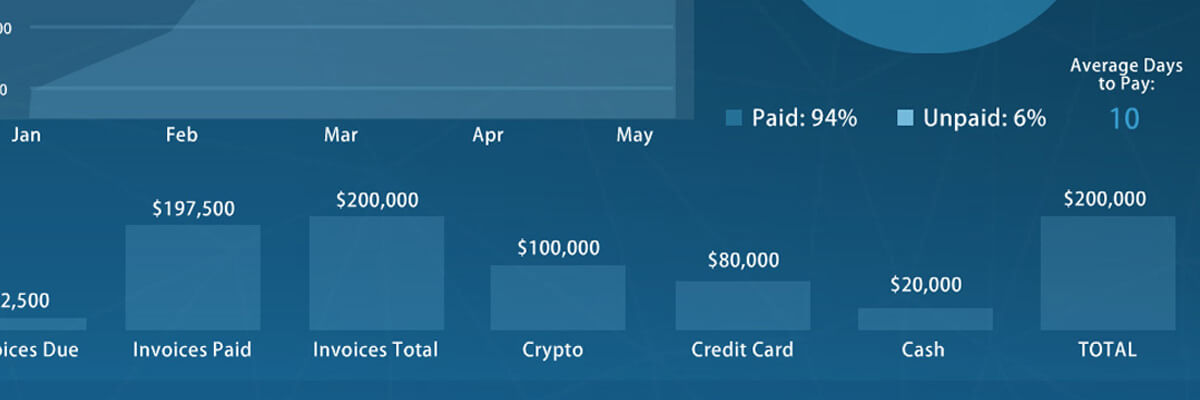 00
0
Jan Feb Mar Apr May
Average Days
to Pay:
10
Paid: 94% Unpaid: 6%
2,500 $197,500 $200,000 $100,000 $80,000 $20,000 $200,000
oices Due Invoices Paid Invoices Total Crypto Credit Card Cash TOTAL